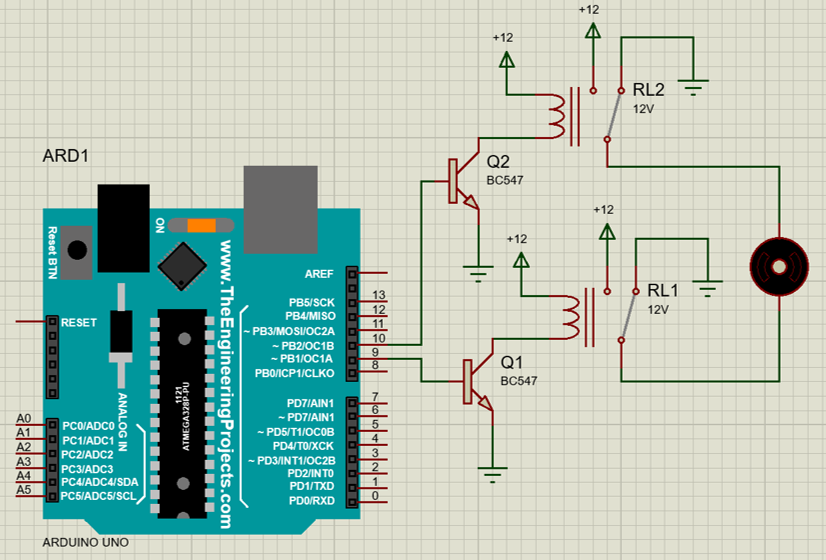 +12
+12
RL2
12V
ARD1
Q2
BC547
ON
Reset BTN
www.TheEngineeringProjects.com
AREF
RESET
PB5/SCK 13
PB4/MISO 12
~ PB3/MOSI/OC2A 11
~ PB2/OC1B 10
~ PB1/OC1A 9
PB0/ICP1/CLKO 8
1121
ATMEGA328P-PU
ANALOG IN
PD7/AIN1 7
~ PD7/AIN1 6
~ PD5/T1/OC0B 5
PD4/T0/XCK 4
~ PD3/INT1/OC2B 3
PD2/INT0 2
PD1/TXD 1
PD0/RXD 0
A0 PC0/ADC0
A1 PC1/ADC1
A2 PC2/ADC2
A3 PC3/ADC3
A4 PC4/ADC4/SDA
A5 PC5/ADC5/SCL
+12
+12
RL1
12V
Q1
BC547
ARDUINO UNO